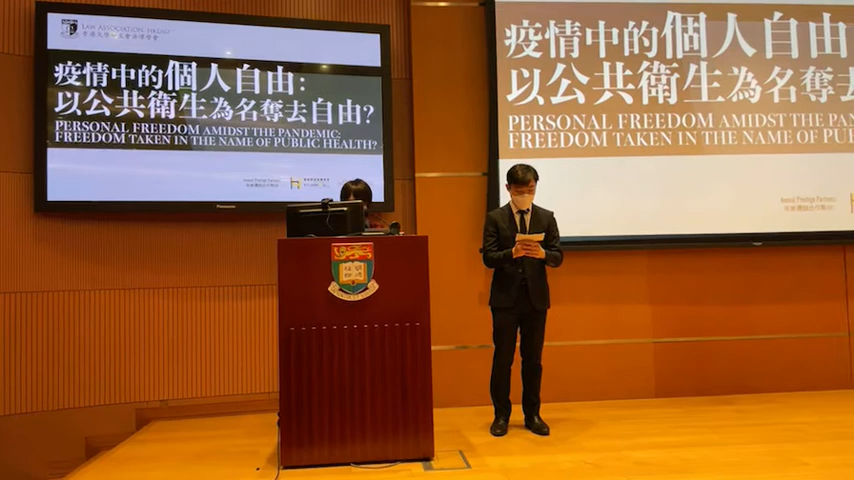 LAW ASSOCIATION, HKUSU
疫情中的個人自由:
以公共衛生為名奪去自由?
PERSONAL FREEDOM AMIDST THE PANDEMIC:
FREEDOM TAKEN IN THE NAME OF PUBLIC HEALTH?
Panasonic
疫情中的個人自由
以公共衛生為名奪去
PERSONAL FREEDOM AMIDST THE PAN
FREEDOM TAKEN IN THE NAME OF PUB